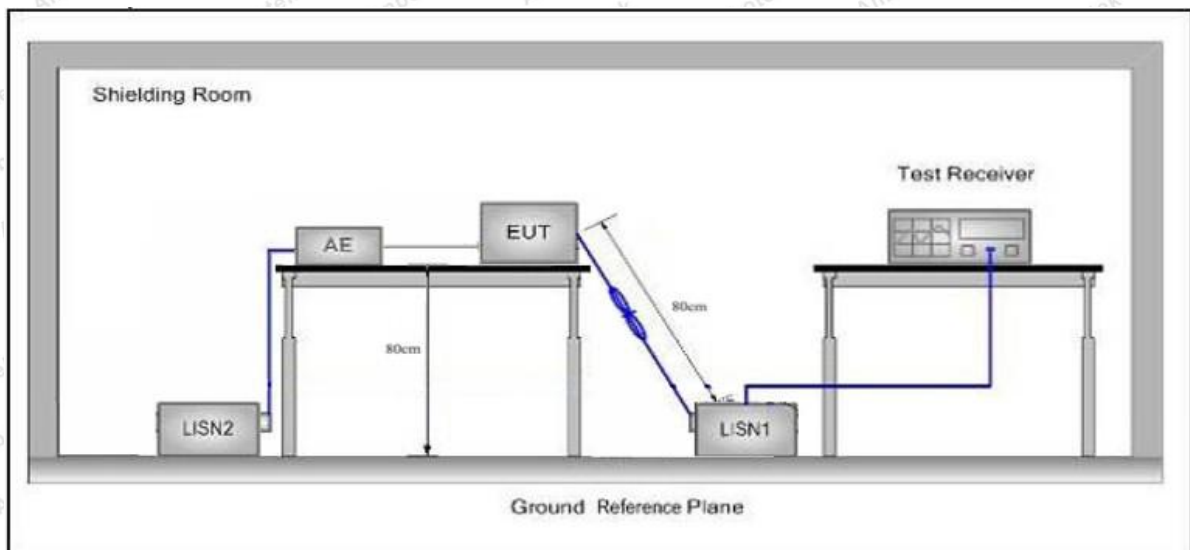 Shielding Room
Test Receiver
AE
EUT
80cm
80cm
LISN2
LISN1
Ground Reference Plane